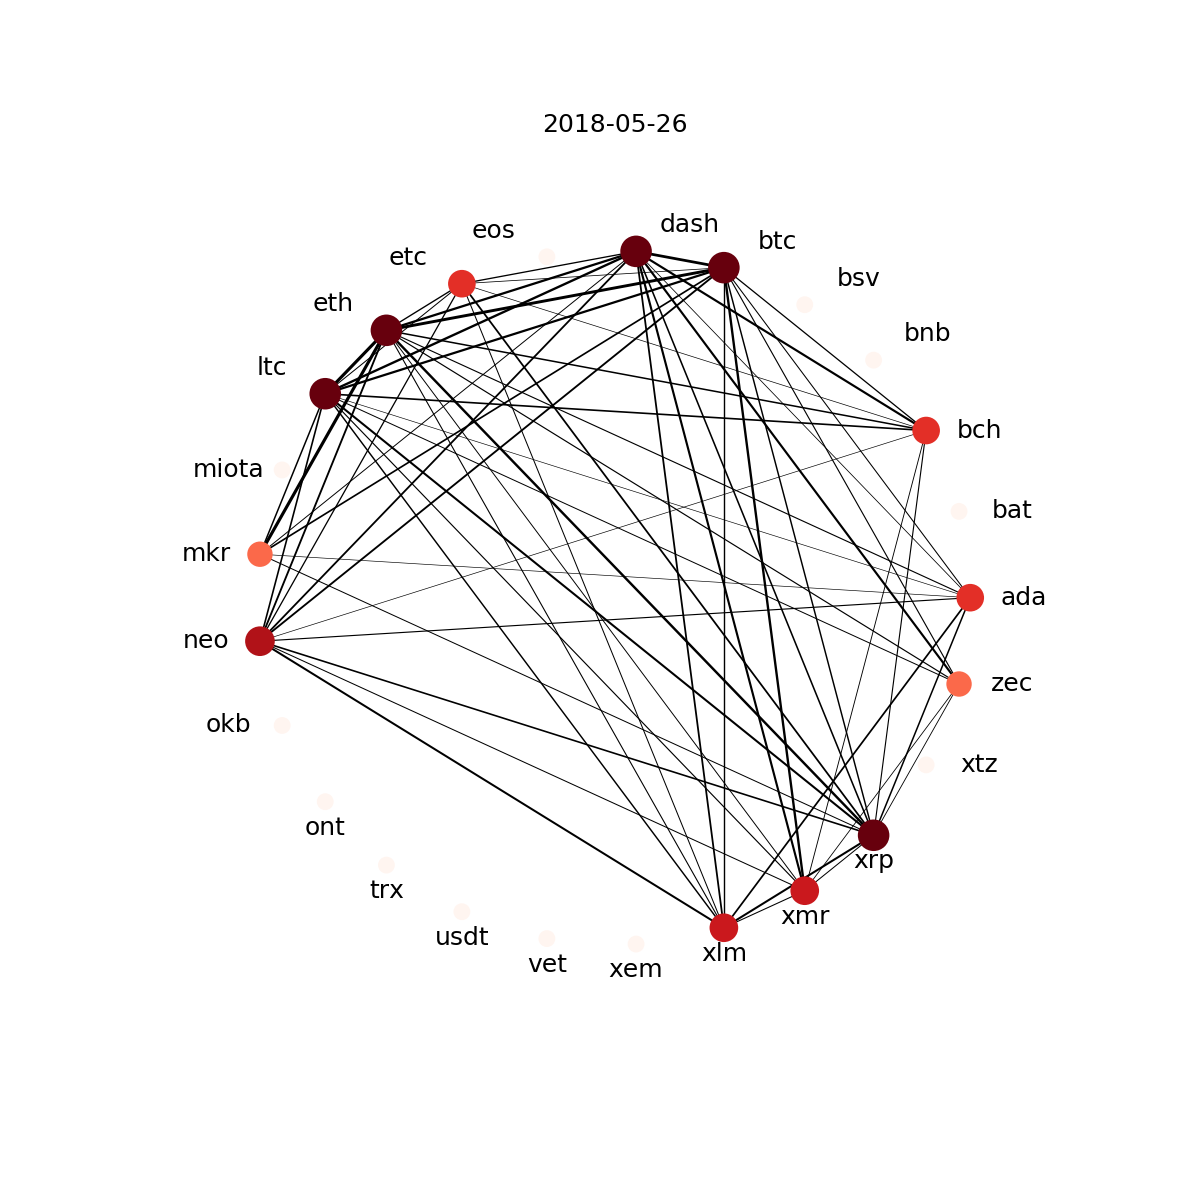 2018-05-26
dash
eos
btc
etc
bsv
eth
bnb
ltc
bch
miota
bat
mkr
ada
neo
zec
okb
xtz
ont
xrp
trx
xmr
usdt
xlm
vet
xem